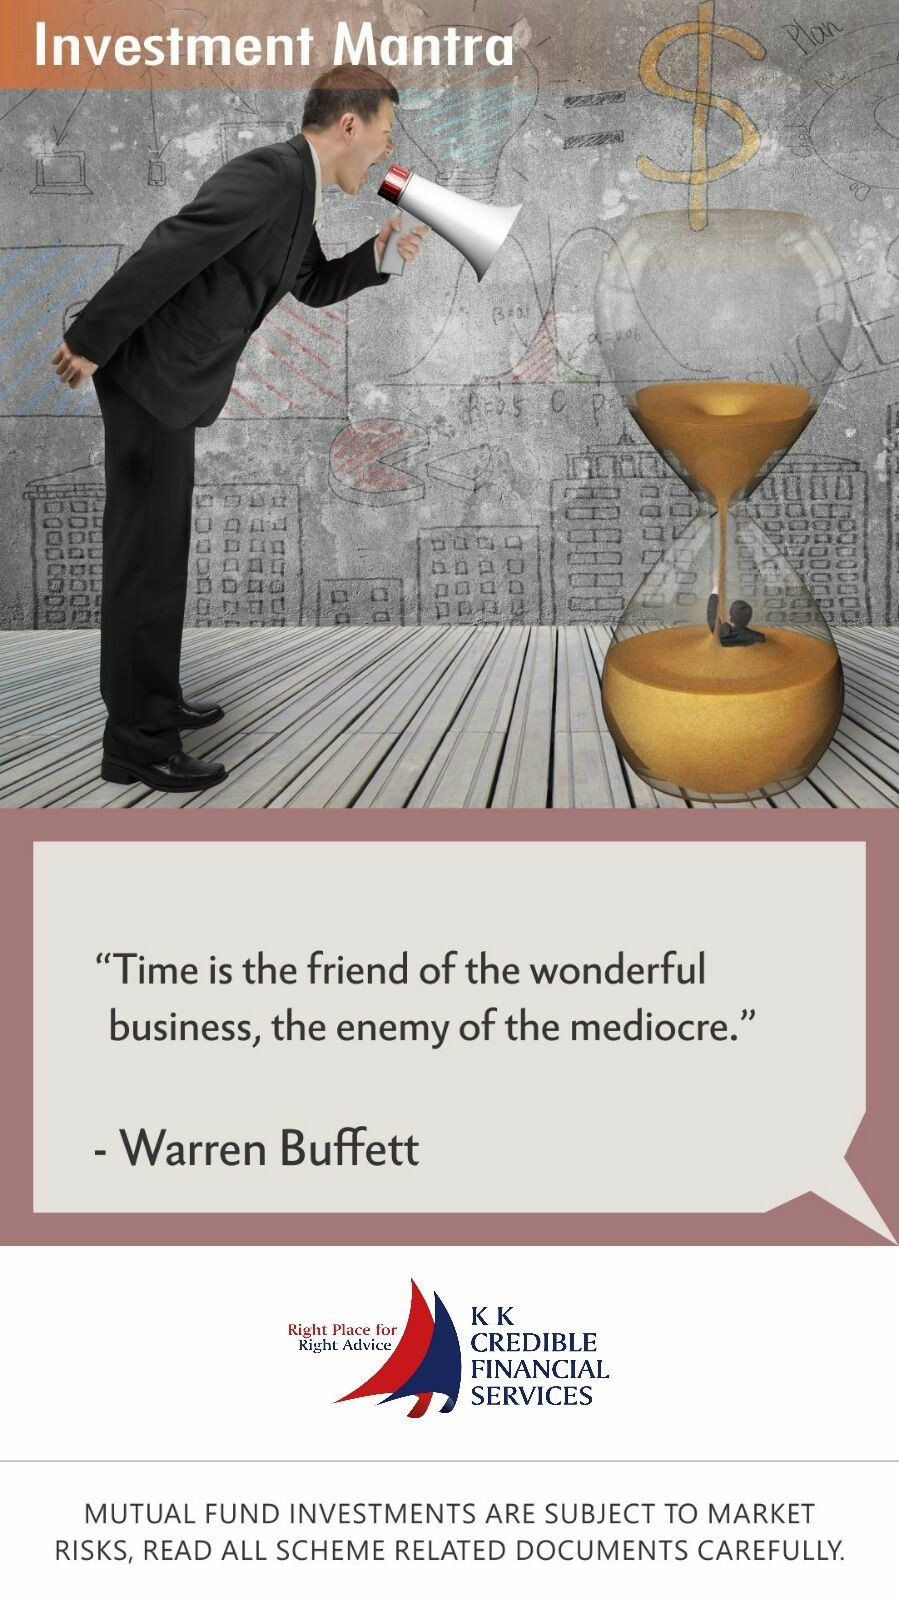 Investment Mantra
$
Plan
“Time is the friend of the wonderful
business, the enemy of the mediocre.”
- Warren Buffett
Right Place for
Right Advice
K K
CREDIBLE
FINANCIAL
SERVICES
MUTUAL FUND INVESTMENTS ARE SUBJECT TO MARKET
RISKS, READ ALL SCHEME RELATED DOCUMENTS CAREFULLY.